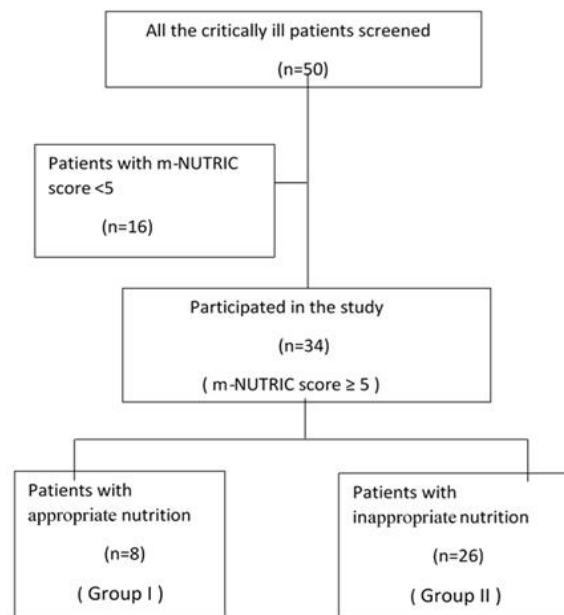 All the critically ill patients screened
(n=50)
Patients with m-NUTRIC
score <5
(n=16)
Participated in the study
(n=34)
( m-NUTRIC score ≥ 5 )
Patients with
appropriate nutrition
(n=8)
( Group I )
Patients with
inappropriate nutrition
(n=26)
( Group II )